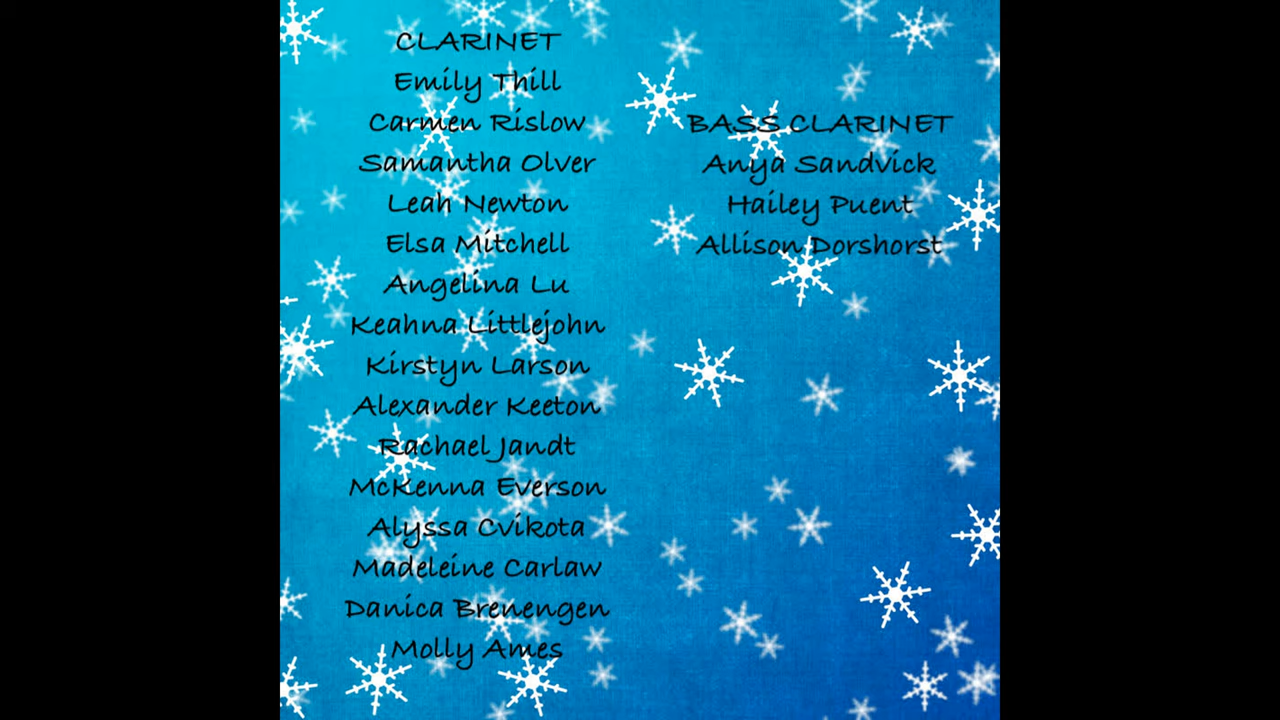 CLARINET
Emily Thill
Carmen Rislow
Samantha Olver
Leah Newton
Elsa Mitchell
Angelina Lu
Keahna Littlejohn
Kirstyn Larson
Alexander Keeton
Rachael Jandt
McKenna Everson
Alyssa Cvikota
Madeleine Carlaw
Danica Brenengen
Molly Ames
BASS CLARINET
Anya Sandvick
Hailey Puent
Allison Dorshorst